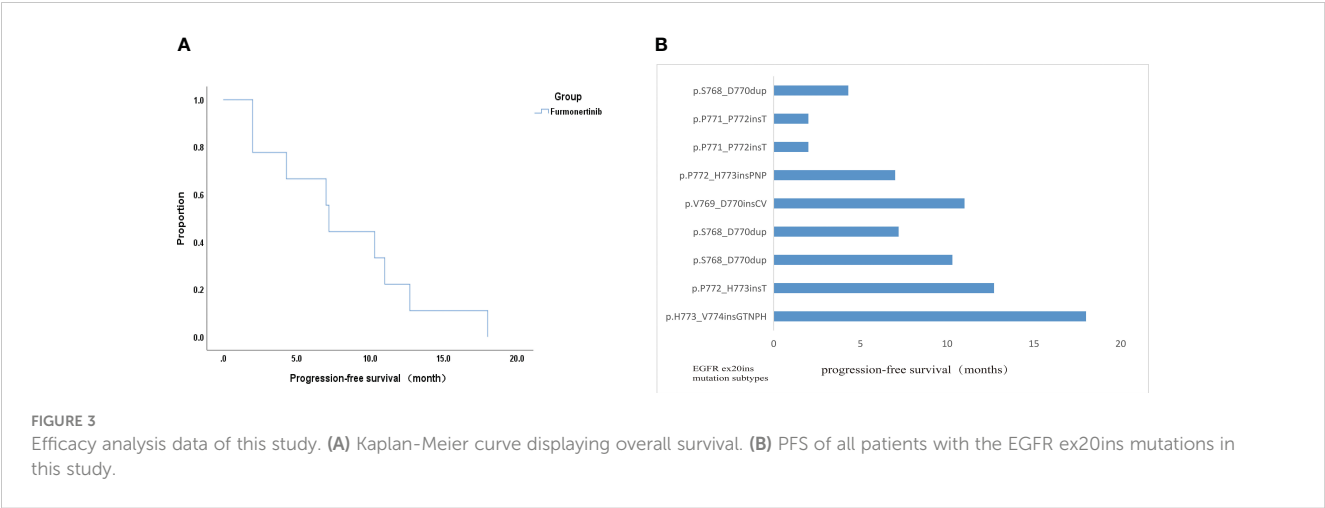 A
B
Group
Furmonertinib
1.0
0.8
0.6
0.4
0.2
0.0
Proportion
.0 5.0 10.0 15.0 20.0
Progression-free survival（month）
p.S768_D770dup
p.P771_P772insT
p.P771_P772insT
p.P772_H773insPNP
p.V769_D770insCV
p.S768_D770dup
p.S768_D770dup
p.P772_H773insT
p.H773_V774insGTNPH
0 5 10 15 20
EGFR ex20ins
mutation subtypes
progression-free survival（months）
FIGURE 3
Efficacy analysis data of this study. (A) Kaplan-Meier curve displaying overall survival. (B) PFS of all patients with the EGFR ex20ins mutations in
this study.